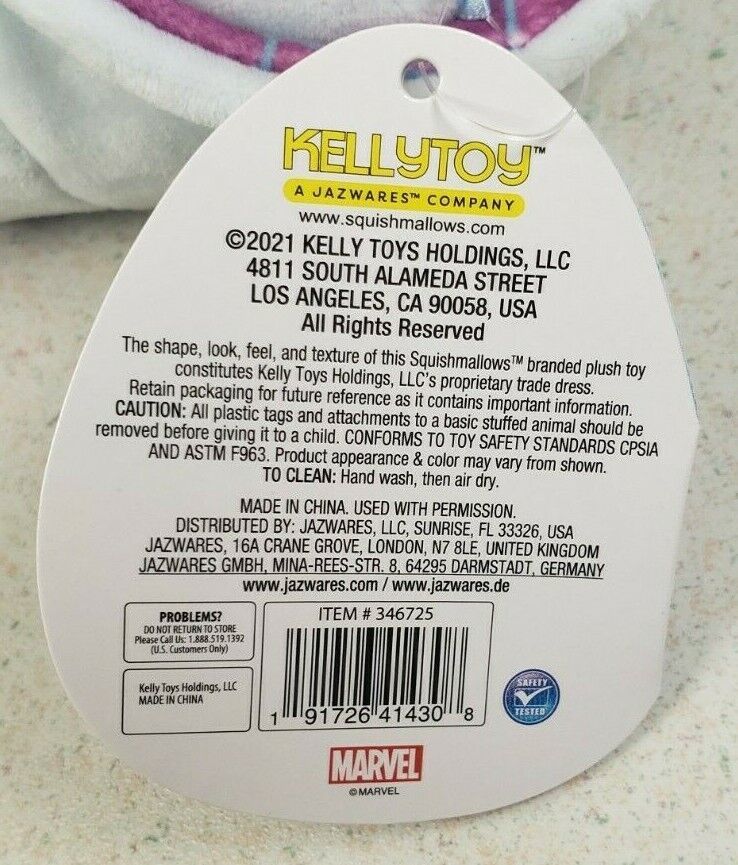 KELLYTOY™
A JAZWARES™ COMPANY
www.squishmallows.com
©2021 KELLY TOYS HOLDINGS, LLC
4811 SOUTH ALAMEDA STREET
LOS ANGELES, CA 90058, USA
All Rights Reserved
The shape, look, feel, and texture of this Squishmallows™ branded plush toy
constitutes Kelly Toys Holdings, LLC's proprietary trade dress.
Retain packaging for future reference as it contains important information.
CAUTION: All plastic tags and attachments to a basic stuffed animal should be
removed before giving it to a child. CONFORMS TO TOY SAFETY STANDARDS CPSIA
AND ASTM F963. Product appearance & color may vary from shown.
TO CLEAN: Hand wash, then air dry.
MADE IN CHINA. USED WITH PERMISSION.
DISTRIBUTED BY: JAZWARES, LLC, SUNRISE, FL 33326, USA
JAZWARES, 16A CRANE GROVE, LONDON, N7 8LE, UNITED KINGDOM
JAZWARES GMBH, MINA-REES-STR. 8, 64295 DARMSTADT, GERMANY
www.jazwares.com / www.jazwares.de
PROBLEMS?
DO NOT RETURN TO STORE
Please Call Us: 1.888.519.1392
(U.S. Customers Only)
Kelly Toys Holdings, LLC
MADE IN CHINA
ITEM # 346725
1 91726 41430 8
SAFETY
TESTED
MARVEL
© MARVEL